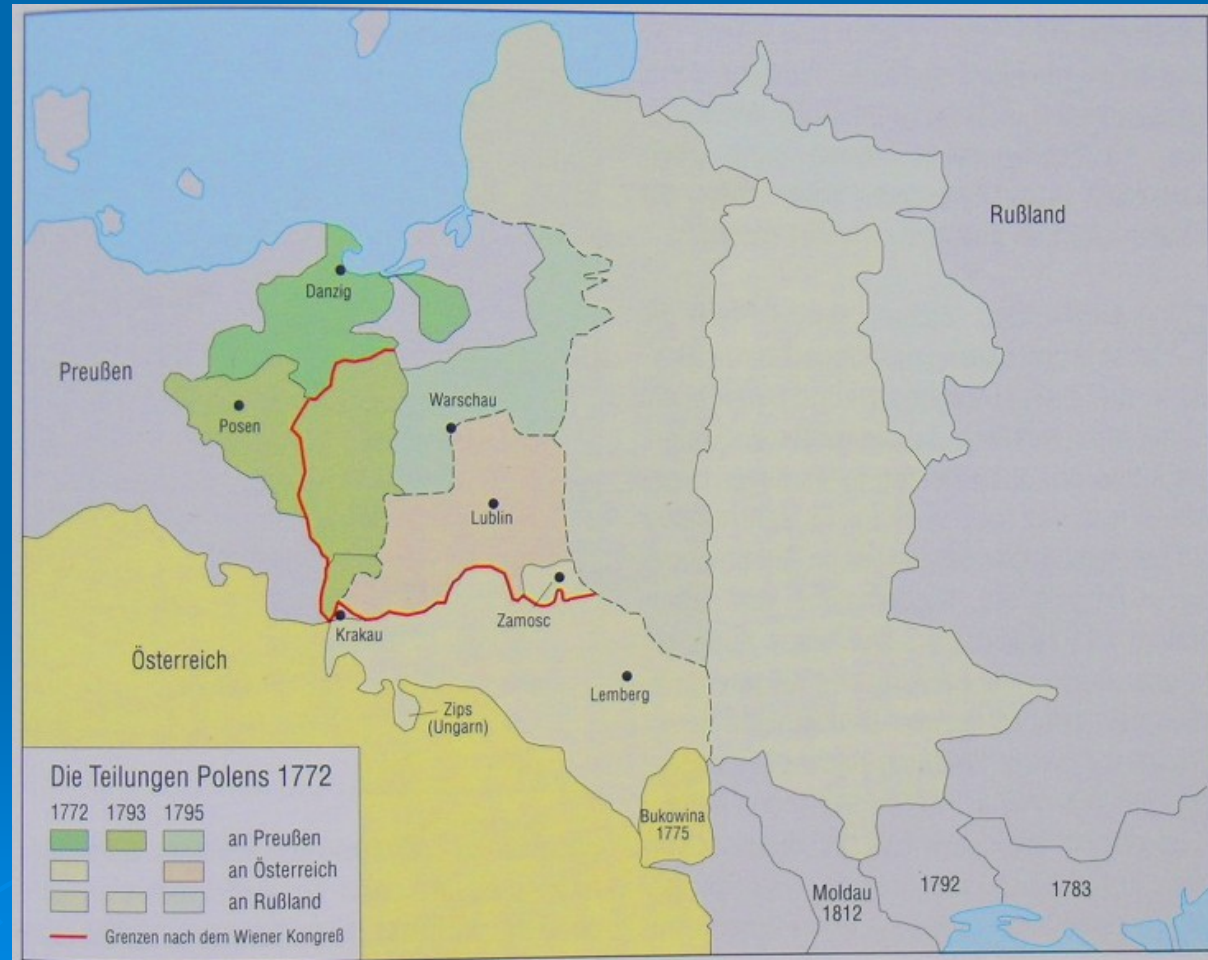 Rußland
Danzig
Preußen
Posen
Warschau
Lublin
Krakau
Zamosc
Österreich
Lemberg
Zips
(Ungarn)
Bukowina
1775
Moldau
1812
1792
1783
Die Teilungen Polens 1772
1772 1793 1795
an Preußen
an Österreich
an Rußland
Grenzen nach dem Wiener Kongreß